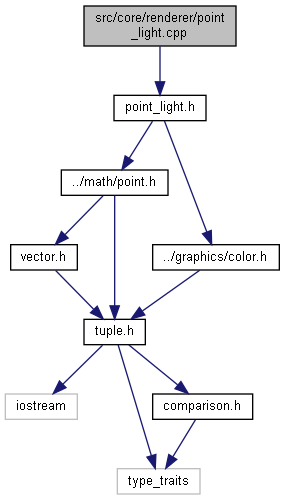 src/core/renderer/point
_light.cpp
point_light.h
../math/point.h
vector.h
../graphics/color.h
tuple.h
iostream
comparison.h
type_traits